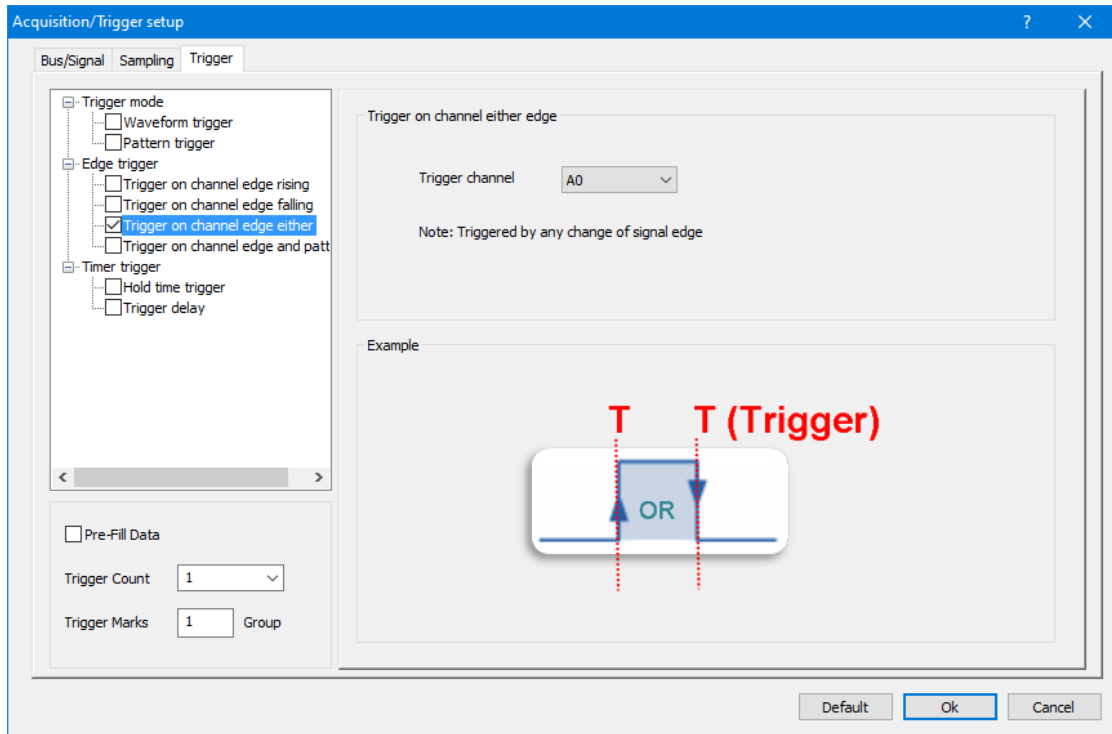 Acquisition/Trigger setup
?
Bus/Signal Sampling Trigger
Trigger mode
Waveform trigger
Pattern trigger
Edge trigger
Trigger on channel edge rising
Trigger on channel edge falling
Trigger on channel edge either
Trigger on channel edge and patt
Timer trigger
Hold time trigger
Trigger delay
Pre-Fill Data
Trigger Count 1
Trigger Marks 1 Group
Trigger on channel either edge
Trigger channel A0
Note: Triggered by any change of signal edge
Example
T T (Trigger)
OR
Default Ok Cancel